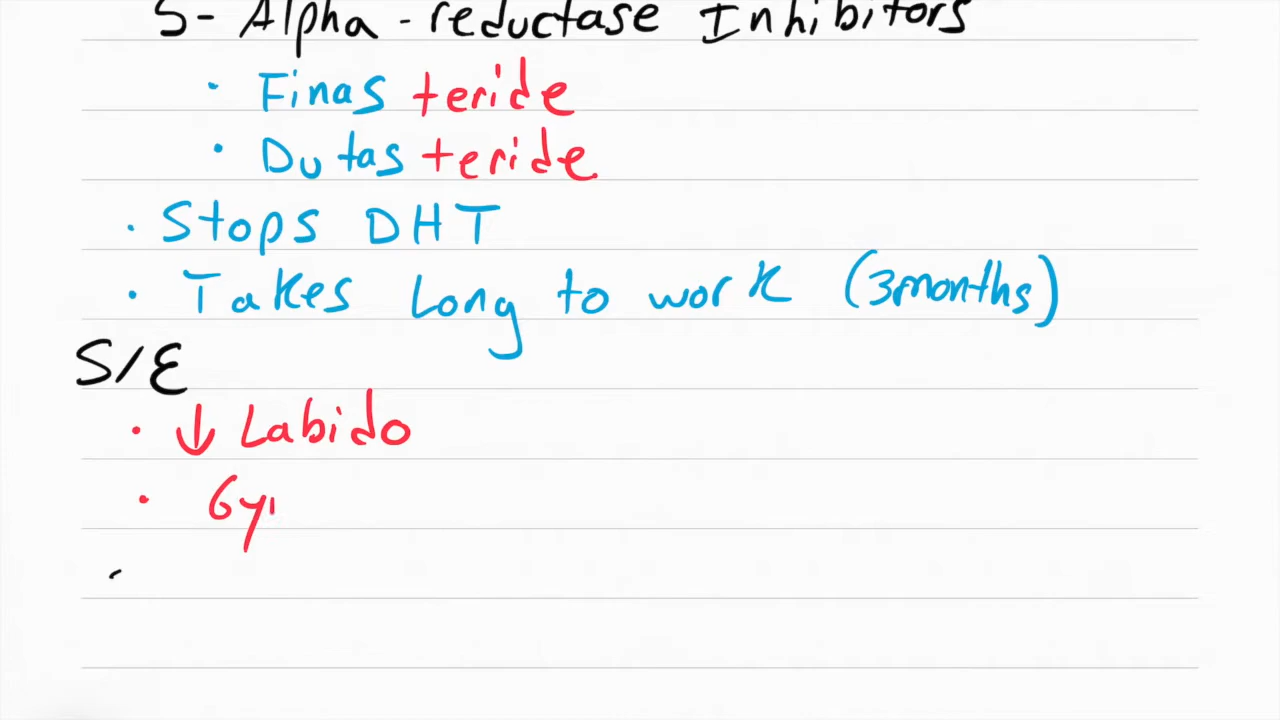 5- Alpha-reductase Inhibitors
· Finasteride
· Dutasteride
· Stops DHT
· Takes Long to work (3months)
S/E
· ↓ Labido
· Gy